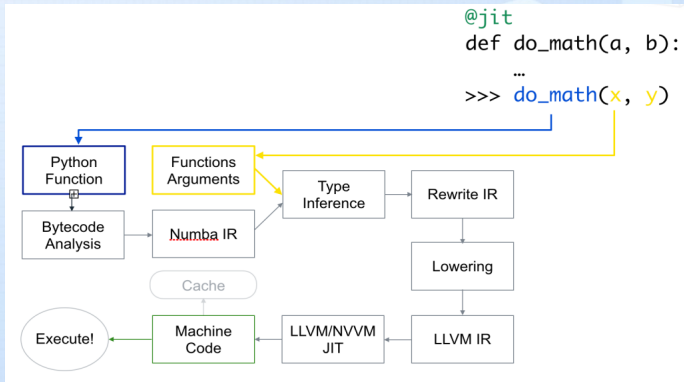 @jit
def do_math(a, b):
…
>>> do_math(x, y)
Python
Function
Functions
Arguments
Type
Inference
Rewrite IR
Bytecode
Analysis
Numba IR
Lowering
Cache
Execute!
Machine
Code
LLVM/NVVM
JIT
LLVM IR